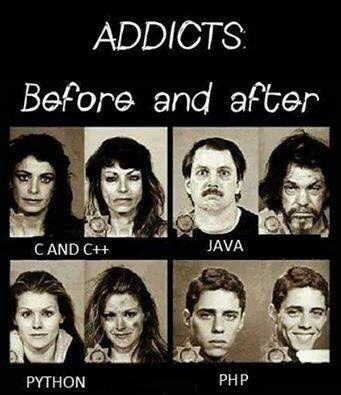 ADDICTS:
Before and after
C AND C++
JAVA
PYTHON
PHP